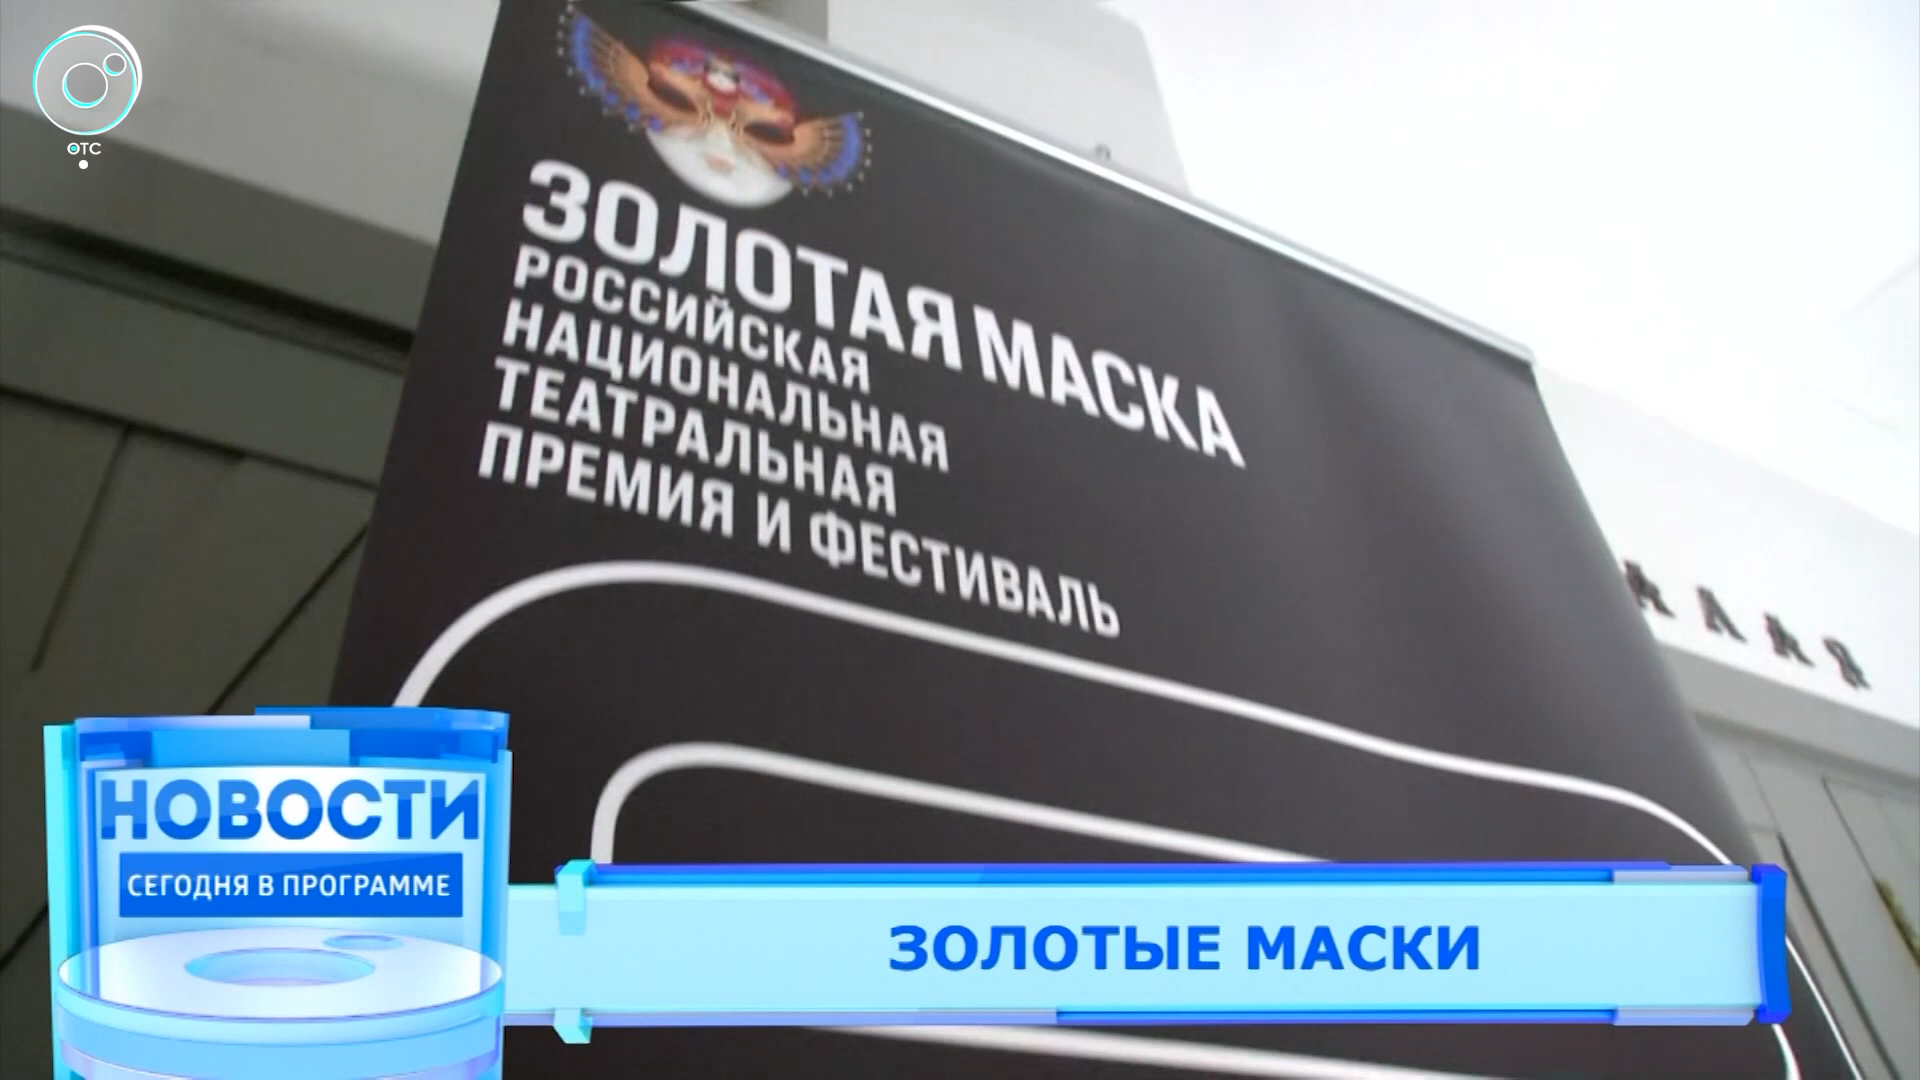 ОТС
ЗОЛОТАЯ МАСКА
РОССИЙСКАЯ
НАЦИОНАЛЬНАЯ
ТЕАТРАЛЬНАЯ
ПРЕМИЯ И ФЕСТИВАЛЬ
НОВОСТИ
СЕГОДНЯ В ПРОГРАММЕ
ЗОЛОТЫЕ МАСКИ